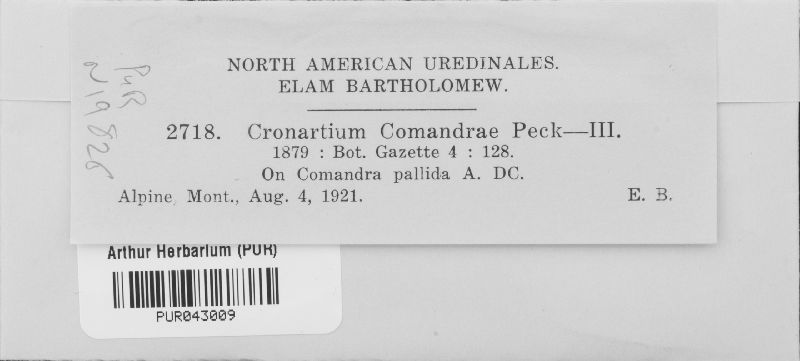 NORTH AMERICAN UREDINALES.
ELAM BARTHOLOMEW.
2718. Cronartium Comandrae Peck—III.
1879 : Bot. Gazette 4 : 128.
On Comandra pallida A. DC.
Alpine, Mont., Aug. 4, 1921. E. B.
PUR
N19826
Arthur Herbarium (PUR)
PUR043009